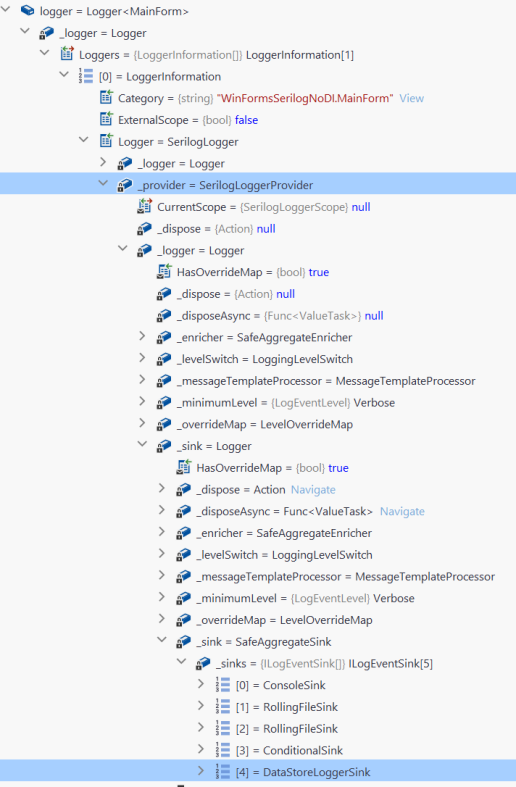 logger = Logger<MainForm>
_logger = Logger
Loggers = {LoggerInformation[]} LoggerInformation[1]
[0] = LoggerInformation
Category = {string} "WinFormsSerilogNoDI.MainForm" View
ExternalScope = {bool} false
Logger = SerilogLogger
_logger = Logger
_provider = SerilogLoggerProvider
CurrentScope = {SerilogLoggerScope} null
_dispose = {Action} null
_logger = Logger
HasOverrideMap = {bool} true
_dispose = {Action} null
_disposeAsync = {Func<ValueTask>} null
_enricher = SafeAggregateEnricher
_levelSwitch = LoggingLevelSwitch
_messageTemplateProcessor = MessageTemplateProcessor
_minimumLevel = {LogEventLevel} Verbose
_overrideMap = LevelOverrideMap
_sink = Logger
HasOverrideMap = {bool} true
_dispose = Action Navigate
_disposeAsync = Func<ValueTask> Navigate
_enricher = SafeAggregateEnricher
_levelSwitch = LoggingLevelSwitch
_messageTemplateProcessor = MessageTemplateProcessor
_minimumLevel = {LogEventLevel} Verbose
_overrideMap = LevelOverrideMap
_sink = SafeAggregateSink
_sinks = {ILogEventSink[]} ILogEventSink[5]
[0] = ConsoleSink
[1] = RollingFileSink
[2] = RollingFileSink
[3] = ConditionalSink
[4] = DataStoreLoggerSink